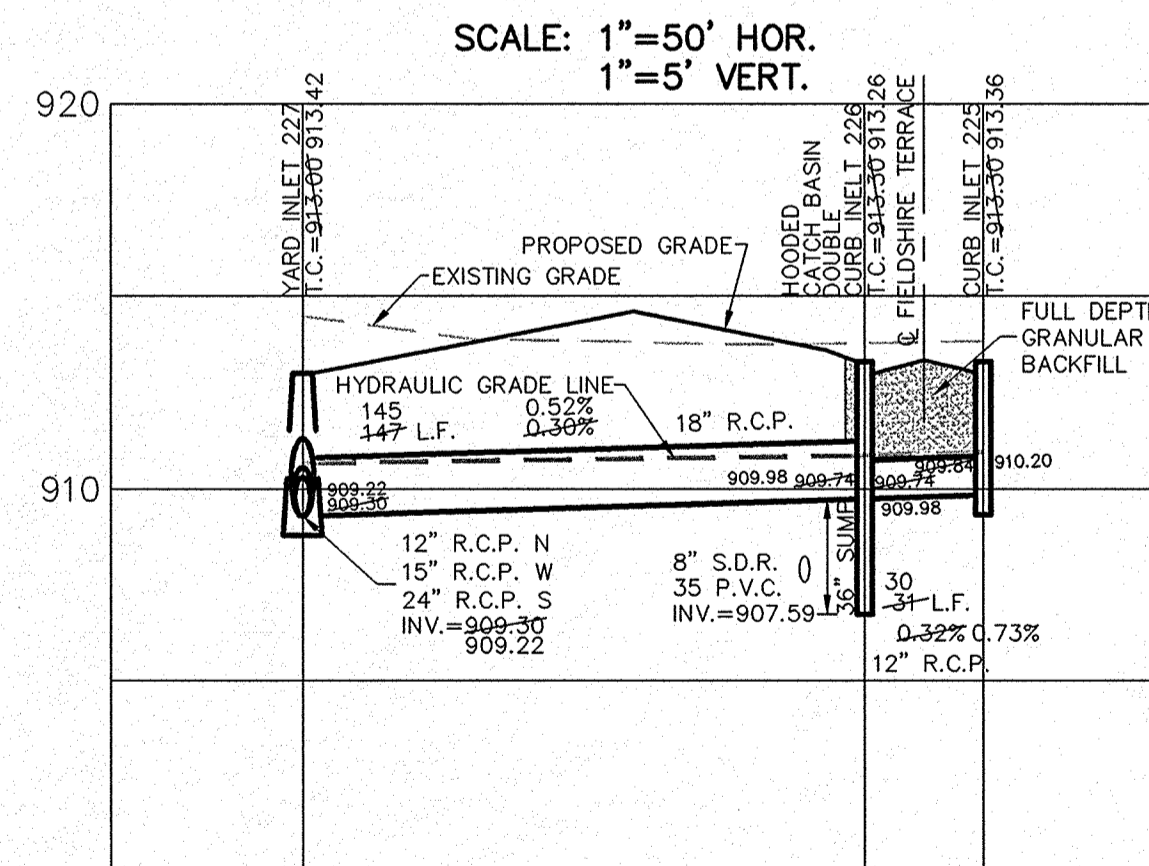 SCALE: 1"=50' HOR.
1"=5' VERT.
920
YARD INLET 227
T.C.=913.00 913.42
HOODED
CATCH BASIN
DOUBLE
CURB INELT 226
T.C.=913.30 913.26
℄ FIELDSHIRE TERRACE
CURB INLET 225
T.C.=913.30 913.36
PROPOSED GRADE
EXISTING GRADE
FULL DEPT
GRANULAR
BACKFILL
HYDRAULIC GRADE LINE
145
147 L.F.
0.52%
0.30%
18" R.C.P.
910
909.22
909.30
909.98 909.74
909.74
909.84
910.20
909.98
12" R.C.P. N
15" R.C.P. W
24" R.C.P. S
INV.=909.30
909.22
8" S.D.R.
35 P.V.C.
INV.=907.59
36" SUMP
30
31 L.F.
0.32% 0.73%
12" R.C.P.